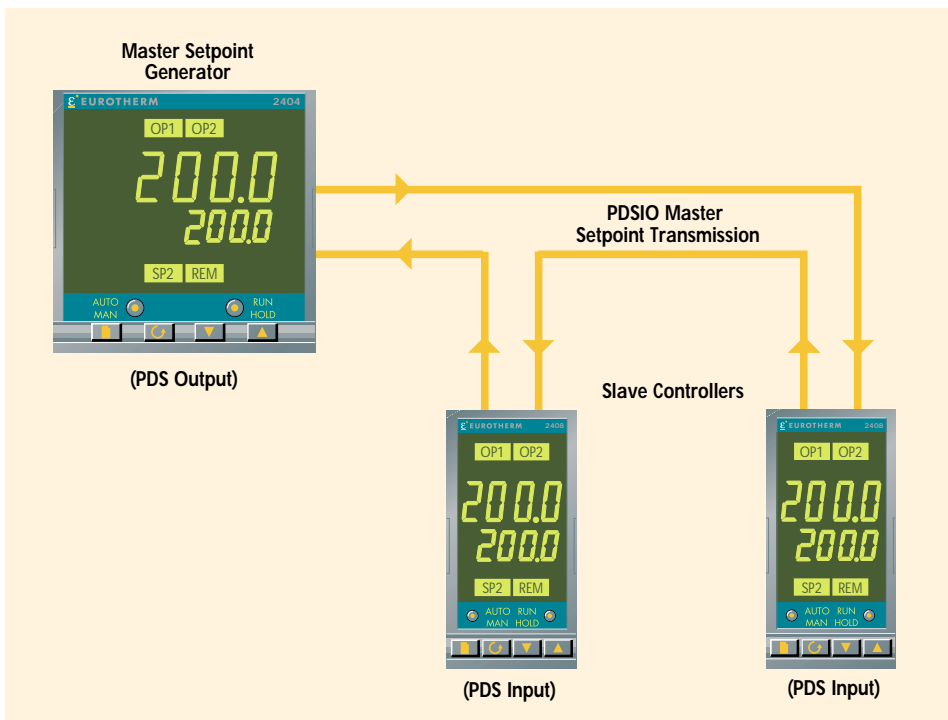 Master Setpoint
Generator
EUROTHERM 2404
OP1 OP2
200.0
200.0
SP2 REM
AUTO
MAN
RUN
HOLD
(PDS Output)
PDSIO Master
Setpoint Transmission
Slave Controllers
EUROTHERM 2408
OP1 OP2
200.0
200.0
SP2 REM
AUTO RUN
MAN HOLD
(PDS Input)
EUROTHERM 2408
OP1 OP2
200.0
200.0
SP2 REM
AUTO RUN
MAN HOLD
(PDS Input)